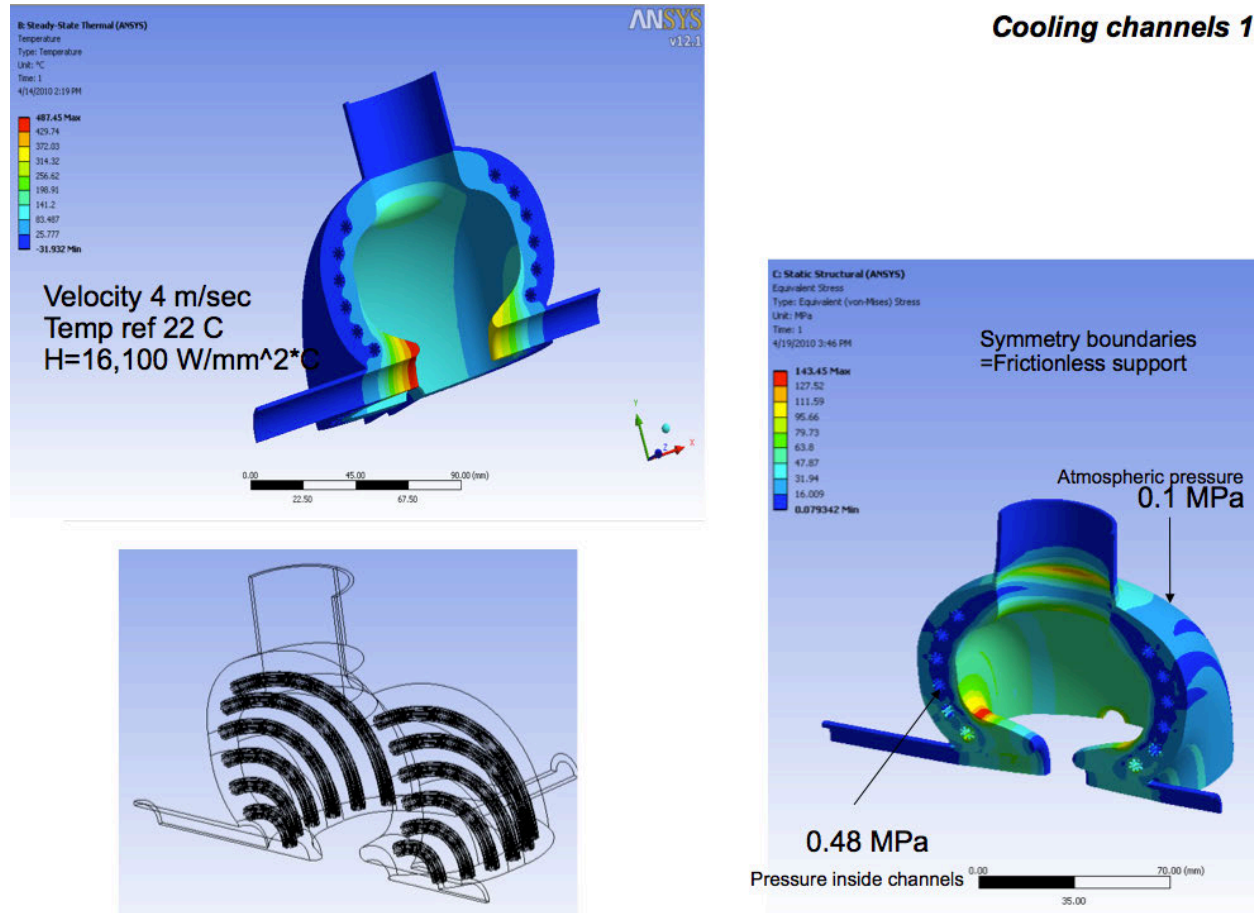 Cooling channels 1
B: Steady-State Thermal (ANSYS)
Temperature
Type: Temperature
Unit: °C
Time: 1
4/14/2010 2:19 PM
487.45 Max
429.74
372.03
314.32
256.62
198.91
141.2
83.487
25.777
-31.932 Min
ANSYS
v12.1
Velocity 4 m/sec
Temp ref 22 C
H=16,100 W/mm^2*C
Y
Z
X
0.00
45.00
90.00 (mm)
22.50
67.50
C: Static Structural (ANSYS)
Equivalent Stress
Type: Equivalent (von-Mises) Stress
Unit: MPa
Time: 1
4/19/2010 3:46 PM
143.45 Max
127.52
111.59
95.66
79.73
63.8
47.87
31.94
16.009
0.079342 Min
Symmetry boundaries
=Frictionless support
Atmospheric pressure
0.1 MPa
0.48 MPa
Pressure inside channels
0.00
70.00 (mm)
35.00